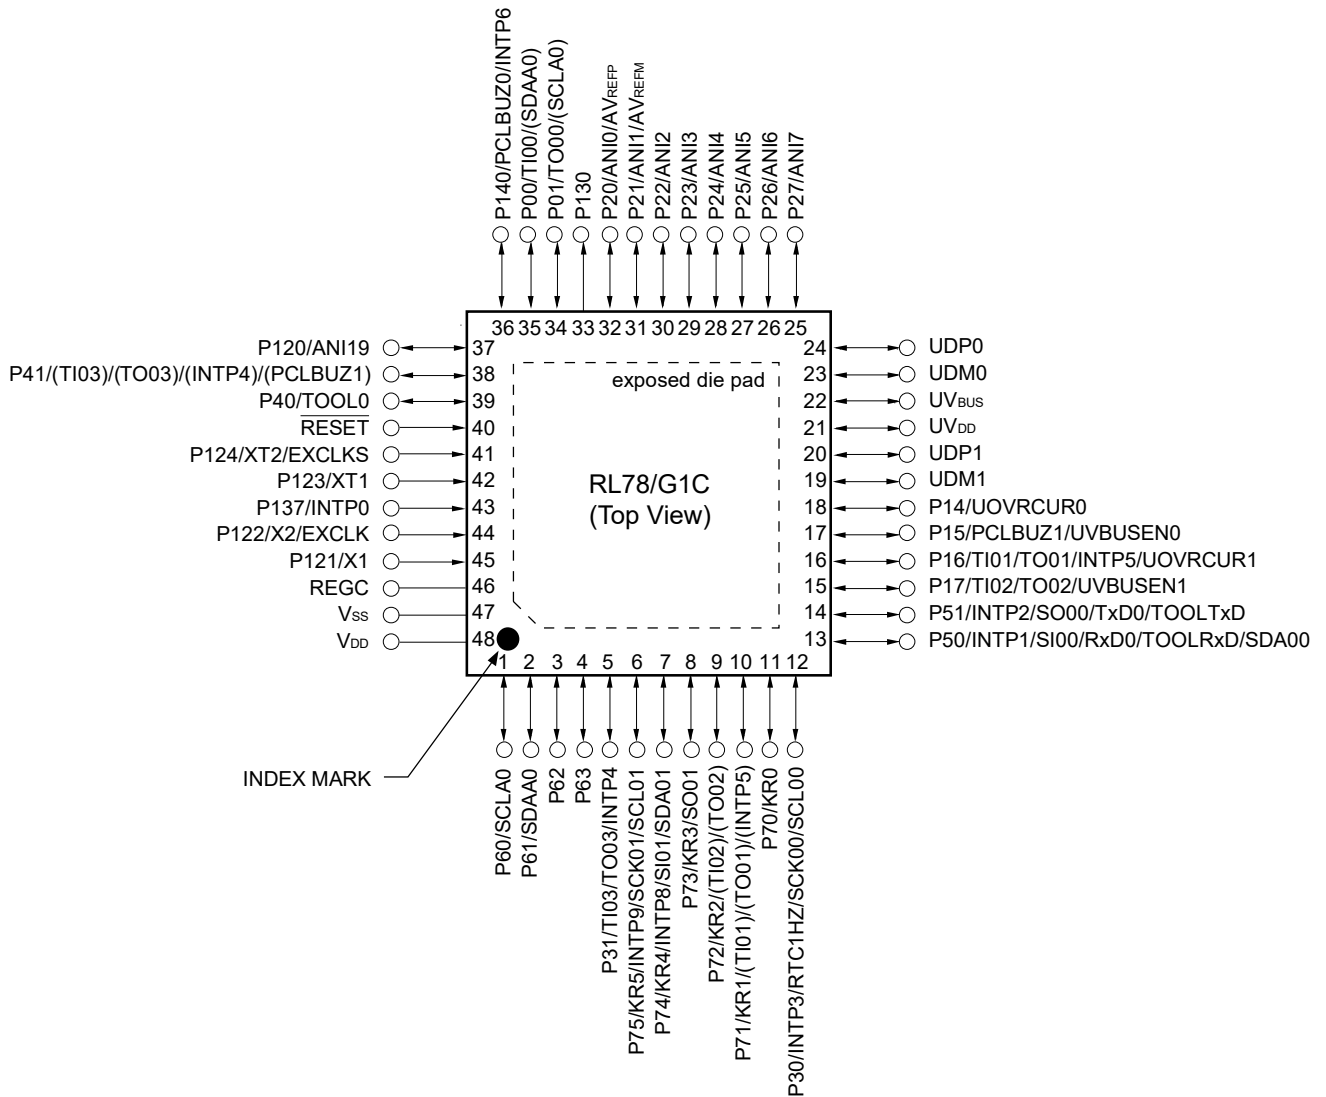 P140/PCLBUZ0/INTP6
P00/TI00/(SDAA0)
P01/TO00/(SCLA0)
P130
P20/ANI0/AVREFP
P21/ANI1/AVREFM
P22/ANI2
P23/ANI3
P24/ANI4
P25/ANI5
P26/ANI6
P27/ANI7
36 35 34 33 32 31 30 29 28 27 26 25
P120/ANI19 37
P41/(TI03)/(TO03)/(INTP4)/(PCLBUZ1) 38
P40/TOOL0 39
RESET 40
P124/XT2/EXCLKS 41
P123/XT1 42
P137/INTP0 43
P122/X2/EXCLK 44
P121/X1 45
REGC 46
VSS 47
VDD 48
exposed die pad
RL78/G1C
(Top View)
24 UDP0
23 UDM0
22 UVBUS
21 UVDD
20 UDP1
19 UDM1
18 P14/UOVRCUR0
17 P15/PCLBUZ1/UVBUSEN0
16 P16/TI01/TO01/INTP5/UOVRCUR1
15 P17/TI02/TO02/UVBUSEN1
14 P51/INTP2/SO00/TxD0/TOOLTxD
13 P50/INTP1/SI00/RxD0/TOOLRxD/SDA00
1 2 3 4 5 6 7 8 9 10 11 12
INDEX MARK
P60/SCLA0
P61/SDAA0
P62
P63
P31/TI03/TO03/INTP4
P75/KR5/INTP9/SCK01/SCL01
P74/KR4/INTP8/SI01/SDA01
P73/KR3/SO01
P72/KR2/(TI02)/(TO02)
P71/KR1/(TI01)/(TO01)/(INTP5)
P70/KR0
P30/INTP3/RTC1HZ/SCK00/SCL00